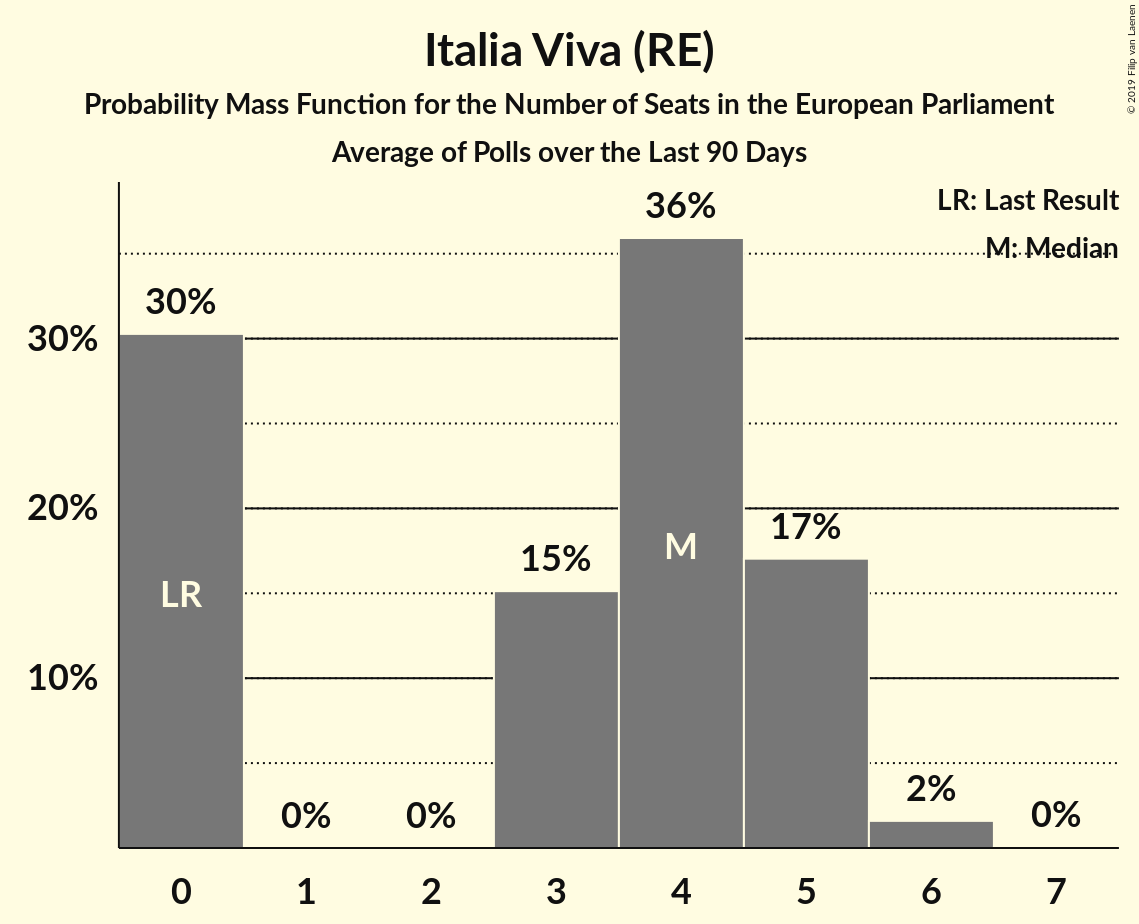 Italia Viva (RE)
Probability Mass Function for the Number of Seats in the European Parliament
Average of Polls over the Last 90 Days
© 2019 Filip van Laenen
LR: Last Result
M: Median
36%
30%
30%
20%
17%
15%
M
LR
10%
2%
0%
0%
0%
0 1 2 3 4 5 6 7